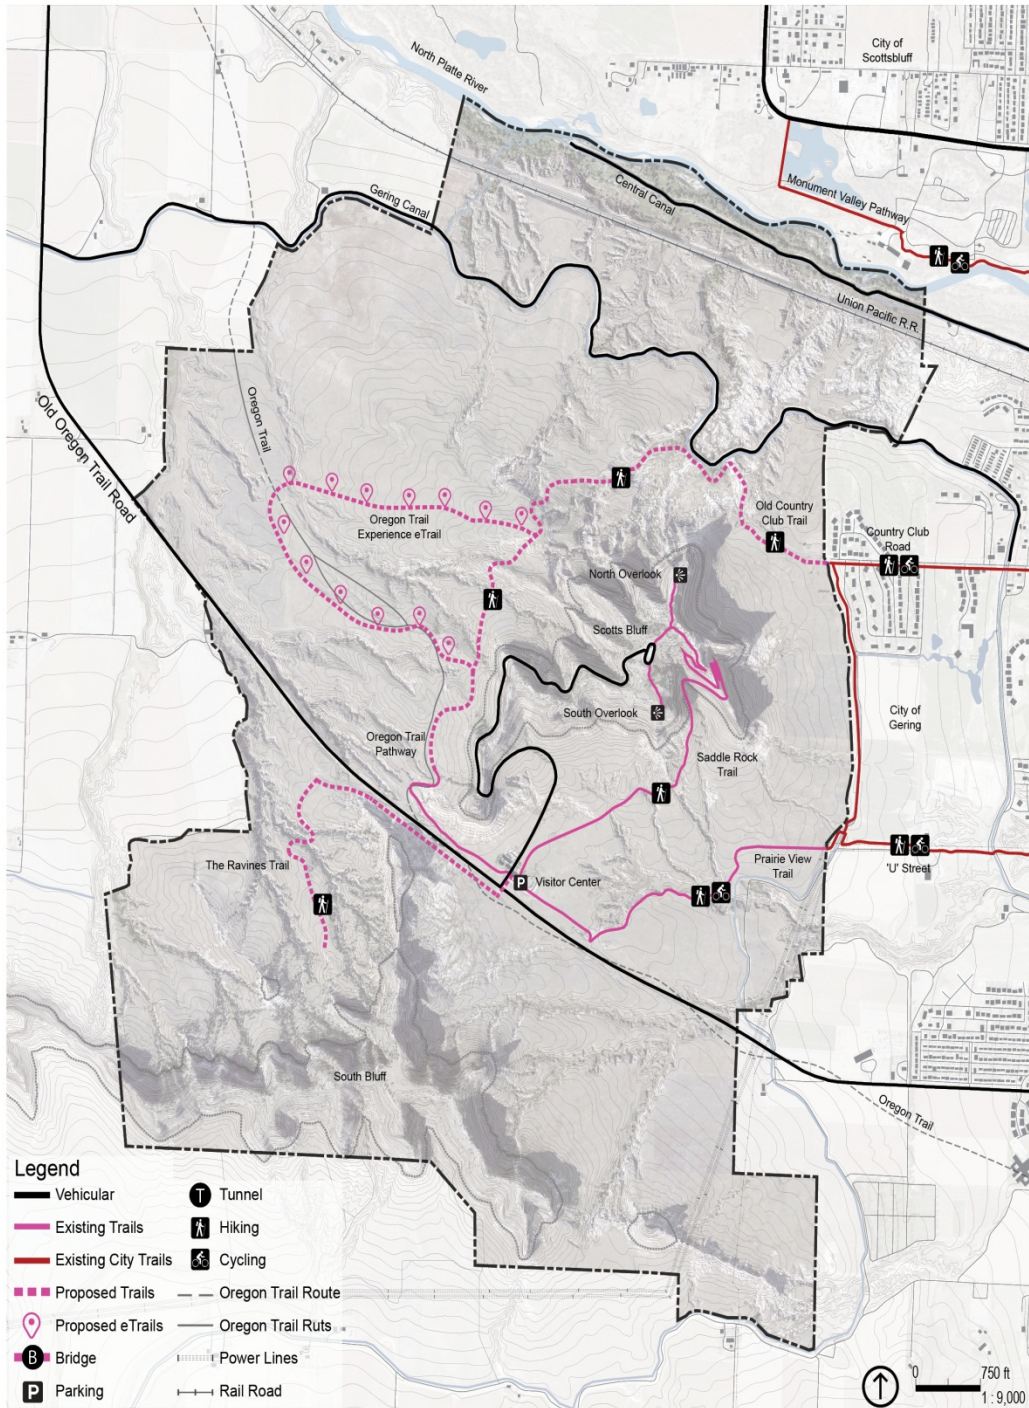 City of
Scottsbluff
North Platte River
Monument Valley Pathway
Central Canal
Gering Canal
Union Pacific R.R.
Old Oregon Trail Road
Oregon Trail
Oregon Trail
Experience eTrail
Old Country
Club Trail
Country Club
Road
North Overlook
Scotts Bluff
South Overlook
City of
Gering
Oregon Trail
Pathway
Saddle Rock
Trail
The Ravines Trail
P
Visitor Center
Prairie View
Trail
'U' Street
South Bluff
Oregon Trail
Legend
Vehicular
T
Tunnel
Existing Trails
Hiking
Existing City Trails
Cycling
Proposed Trails
Oregon Trail Route
Proposed eTrails
Oregon Trail Ruts
B
Bridge
Power Lines
P
Parking
Rail Road
0
750 ft
1 : 9,000